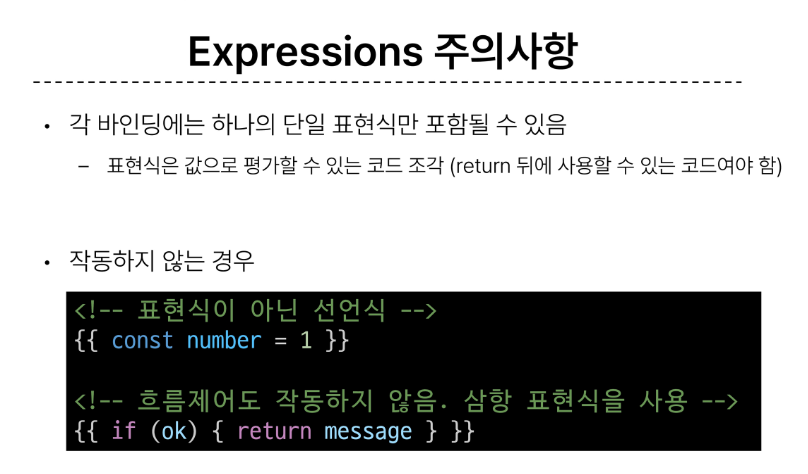 Expressions 주의사항
• 각 바인딩에는 하나의 단일 표현식만 포함될 수 있음
– 표현식은 값으로 평가할 수 있는 코드 조각 (return 뒤에 사용할 수 있는 코드여야 함)
• 작동하지 않는 경우
<!-- 표현식이 아닌 선언식 -->
{{ const number = 1 }}
<!-- 흐름제어도 작동하지 않음. 삼항 표현식을 사용 -->
{{ if (ok) { return message } }}